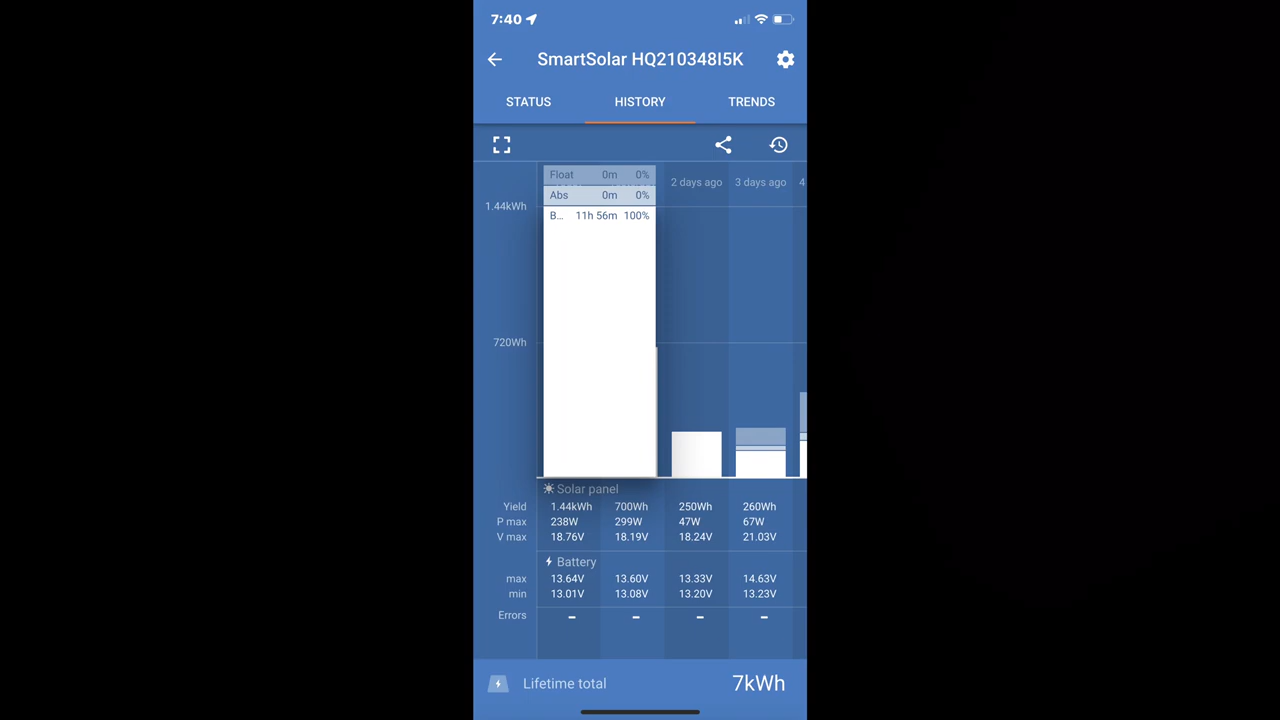 7:40
SmartSolar HQ210348I5K
STATUS HISTORY TRENDS
Float 0m 0%
2 days ago 3 days ago 4
Abs 0m 0%
1.44kWh
B... 11h 56m 100%
720Wh
Solar panel
Yield 1.44kWh 700Wh 250Wh 260Wh
P max 238W 299W 47W 67W
V max 18.76V 18.19V 18.24V 21.03V
Battery
max 13.64V 13.60V 13.33V 14.63V
min 13.01V 13.08V 13.20V 13.23V
Errors – – – –
Lifetime total 7kWh